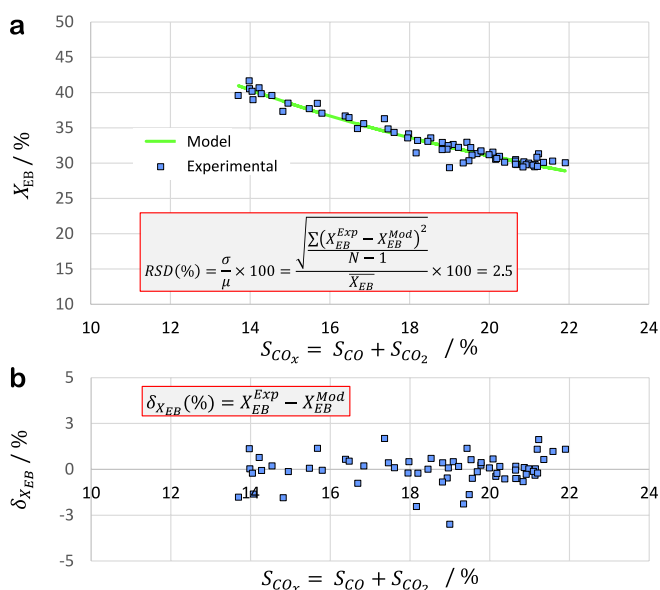 a
50
45
40
35
30
25
20
15
10
X_EB / %
Model
Experimental
RSD(%) = σ/μ × 100 = √(∑(X_EB^Exp − X_EB^Mod)²/(N − 1))/X̅_EB × 100 = 2.5
10 12 14 16 18 20 22 24
S_COx = S_CO + S_CO2 / %
b
5
3
0
-3
-5
δ_XEB / %
δ_XEB(%) = X_EB^Exp − X_EB^Mod
10 12 14 16 18 20 22 24
S_COx = S_CO + S_CO2 / %